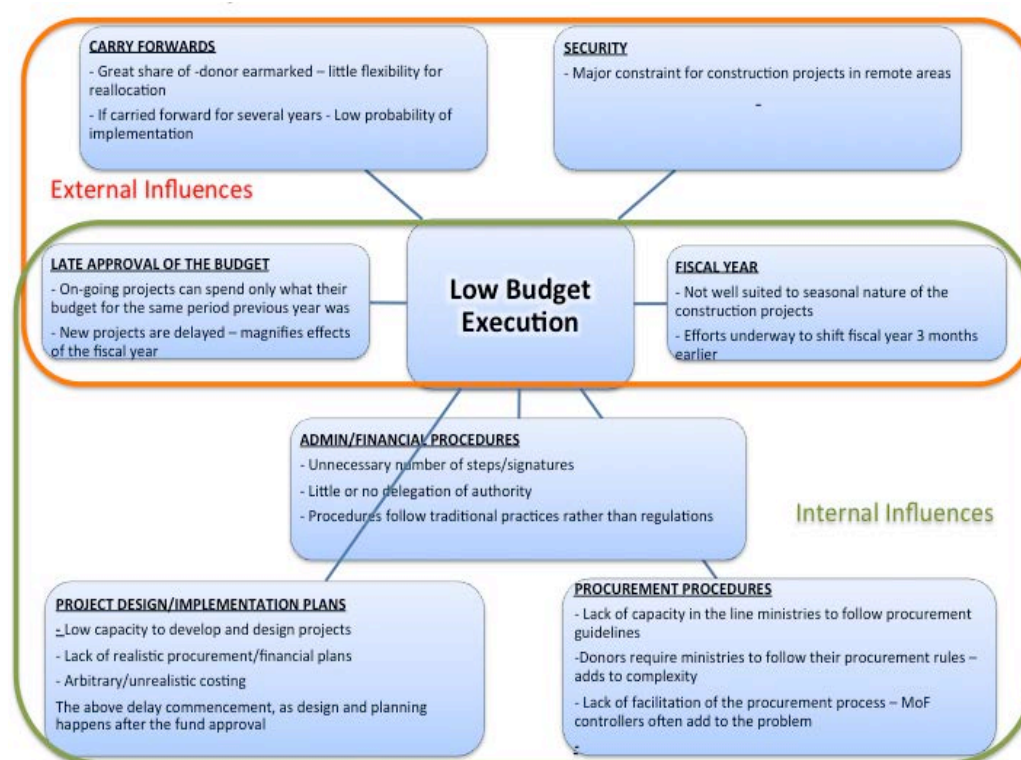 CARRY FORWARDS
- Great share of -donor earmarked – little flexibility for
reallocation
- If carried forward for several years - Low probability of
implementation
SECURITY
- Major constraint for construction projects in remote areas
-
External Influences
LATE APPROVAL OF THE BUDGET
- On-going projects can spend only what their
budget for the same period previous year was
- New projects are delayed – magnifies effects
of the fiscal year
Low Budget
Execution
FISCAL YEAR
- Not well suited to seasonal nature of the
construction projects
- Efforts underway to shift fiscal year 3 months
earlier
ADMIN/FINANCIAL PROCEDURES
- Unnecessary number of steps/signatures
- Little or no delegation of authority
- Procedures follow traditional practices rather than regulations
Internal Influences
PROJECT DESIGN/IMPLEMENTATION PLANS
- Low capacity to develop and design projects
- Lack of realistic procurement/financial plans
- Arbitrary/unrealistic costing
The above delay commencement, as design and planning
happens after the fund approval
PROCUREMENT PROCEDURES
- Lack of capacity in the line ministries to follow procurement
guidelines
-Donors require ministries to follow their procurement rules –
adds to complexity
- Lack of facilitation of the procurement process – MoF
controllers often add to the problem
-